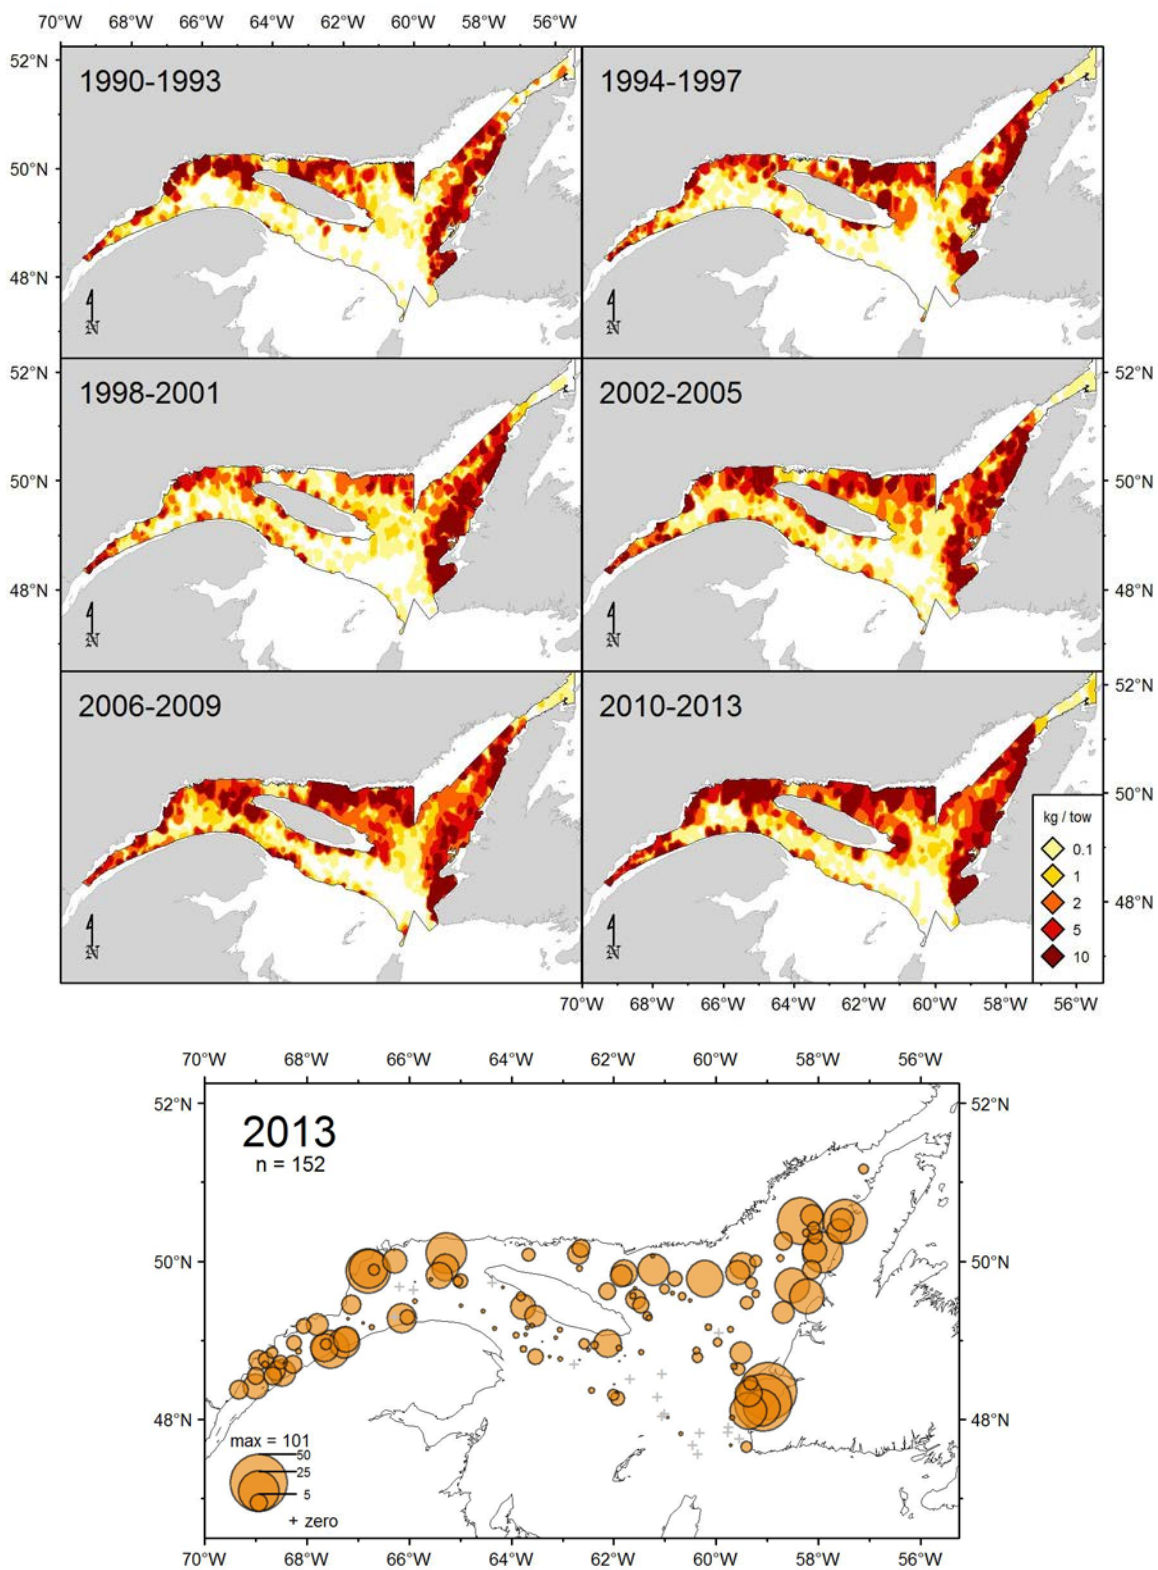 70°W 68°W 66°W 64°W 62°W 60°W 58°W 56°W
52°N
1990-1993
1994-1997
50°N
48°N
N
N
52°N
52°N
1998-2001
2002-2005
50°N
50°N
48°N
48°N
N
N
52°N
2006-2009
2010-2013
50°N
kg / tow
0.1
1
2
5
10
48°N
N
N
70°W 68°W 66°W 64°W 62°W 60°W 58°W 56°W
70°W 68°W 66°W 64°W 62°W 60°W 58°W 56°W
52°N
52°N
2013
n = 152
50°N
50°N
48°N
48°N
max = 101
50
25
5
+ zero
70°W 68°W 66°W 64°W 62°W 60°W 58°W 56°W